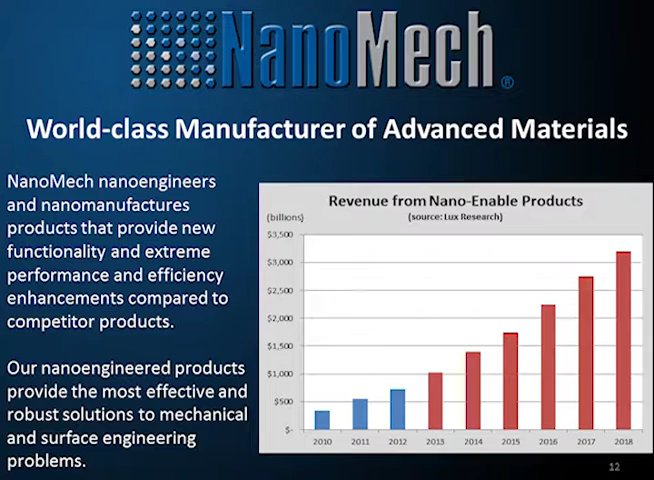 NanoMech®
World-class Manufacturer of Advanced Materials
NanoMech nanoengineers
and nanomanufactures
products that provide new
functionality and extreme
performance and efficiency
enhancements compared to
competitor products.
Our nanoengineered products
provide the most effective and
robust solutions to mechanical
and surface engineering
problems.
Revenue from Nano-Enable Products
(billions)
(source: Lux Research)
$3,500
$3,000
$2,500
$2,000
$1,500
$1,000
$500
$-
2010 2011 2012 2013 2014 2015 2016 2017 2018
12